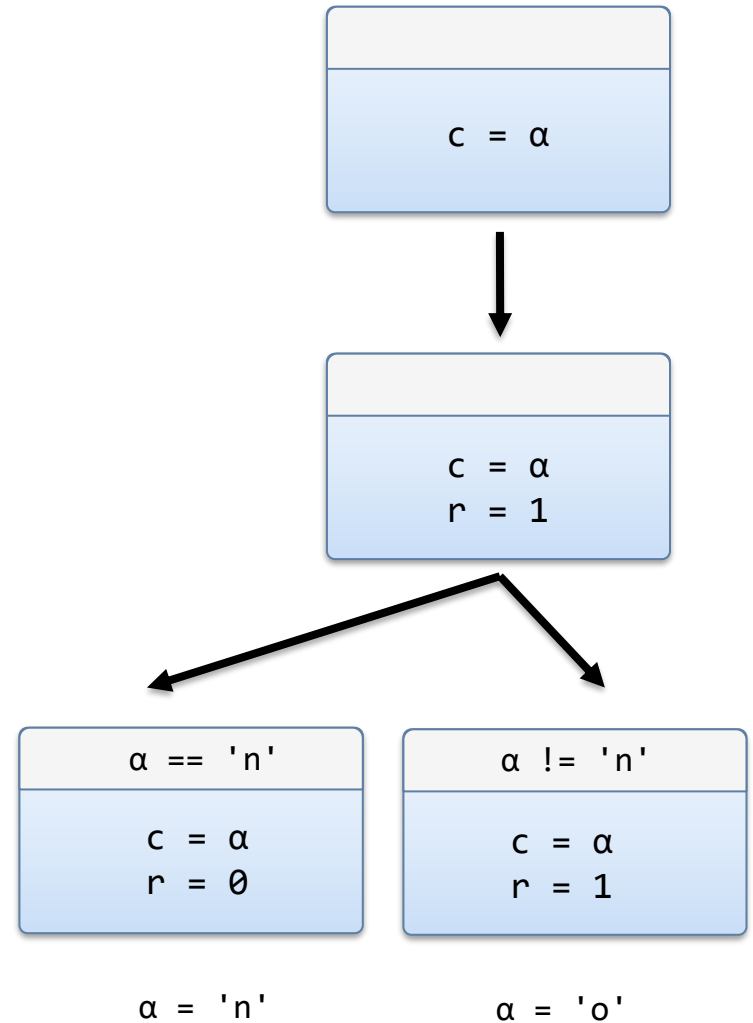 c = α
c = α
r = 1
α == 'n'
c = α
r = 0
α != 'n'
c = α
r = 1
α = 'n'
α = 'o'